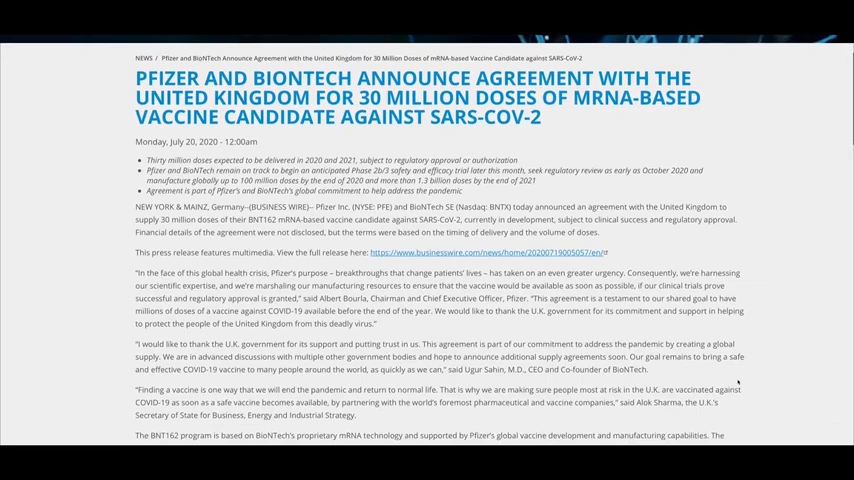 NEWS / Pfizer and BioNTech Announce Agreement with the United Kingdom for 30 Million Doses of mRNA-based Vaccine Candidate against SARS-CoV-2
PFIZER AND BIONTECH ANNOUNCE AGREEMENT WITH THE
UNITED KINGDOM FOR 30 MILLION DOSES OF MRNA-BASED
VACCINE CANDIDATE AGAINST SARS-COV-2
Monday, July 20, 2020 - 12:00am
• Thirty million doses expected to be delivered in 2020 and 2021, subject to regulatory approval or authorization
• Pfizer and BioNTech remain on track to begin an anticipated Phase 2b/3 safety and efficacy trial later this month, seek regulatory review as early as October 2020 and
manufacture globally up to 100 million doses by the end of 2020 and more than 1.3 billion doses by the end of 2021
• Agreement is part of Pfizer's and BioNTech's global commitment to help address the pandemic
NEW YORK & MAINZ, Germany--(BUSINESS WIRE)-- Pfizer Inc. (NYSE: PFE) and BioNTech SE (Nasdaq: BNTX) today announced an agreement with the United Kingdom to
supply 30 million doses of their BNT162 mRNA-based vaccine candidate against SARS-CoV-2, currently in development, subject to clinical success and regulatory approval.
Financial details of the agreement were not disclosed, but the terms were based on the timing of delivery and the volume of doses.
This press release features multimedia. View the full release here: https://www.businesswire.com/news/home/20200719005057/en/
"In the face of this global health crisis, Pfizer's purpose – breakthroughs that change patients' lives – has taken on an even greater urgency. Consequently, we're harnessing
our scientific expertise, and we're marshaling our manufacturing resources to ensure that the vaccine would be available as soon as possible, if our clinical trials prove
successful and regulatory approval is granted," said Albert Bourla, Chairman and Chief Executive Officer, Pfizer. "This agreement is a testament to our shared goal to have
millions of doses of a vaccine against COVID-19 available before the end of the year. We would like to thank the U.K. government for its commitment and support in helping
to protect the people of the United Kingdom from this deadly virus."
"I would like to thank the U.K. government for its support and putting trust in us. This agreement is part of our commitment to address the pandemic by creating a global
supply. We are in advanced discussions with multiple other government bodies and hope to announce additional supply agreements soon. Our goal remains to bring a safe
and effective COVID-19 vaccine to many people around the world, as quickly as we can," said Ugur Sahin, M.D., CEO and Co-founder of BioNTech.
"Finding a vaccine is one way that we will end the pandemic and return to normal life. That is why we are making sure people most at risk in the U.K. are vaccinated against
COVID-19 as soon as a safe vaccine becomes available, by partnering with the world's foremost pharmaceutical and vaccine companies," said Alok Sharma, the U.K.'s
Secretary of State for Business, Energy and Industrial Strategy.
The BNT162 program is based on BioNTech's proprietary mRNA technology and supported by Pfizer's global vaccine development and manufacturing capabilities. The